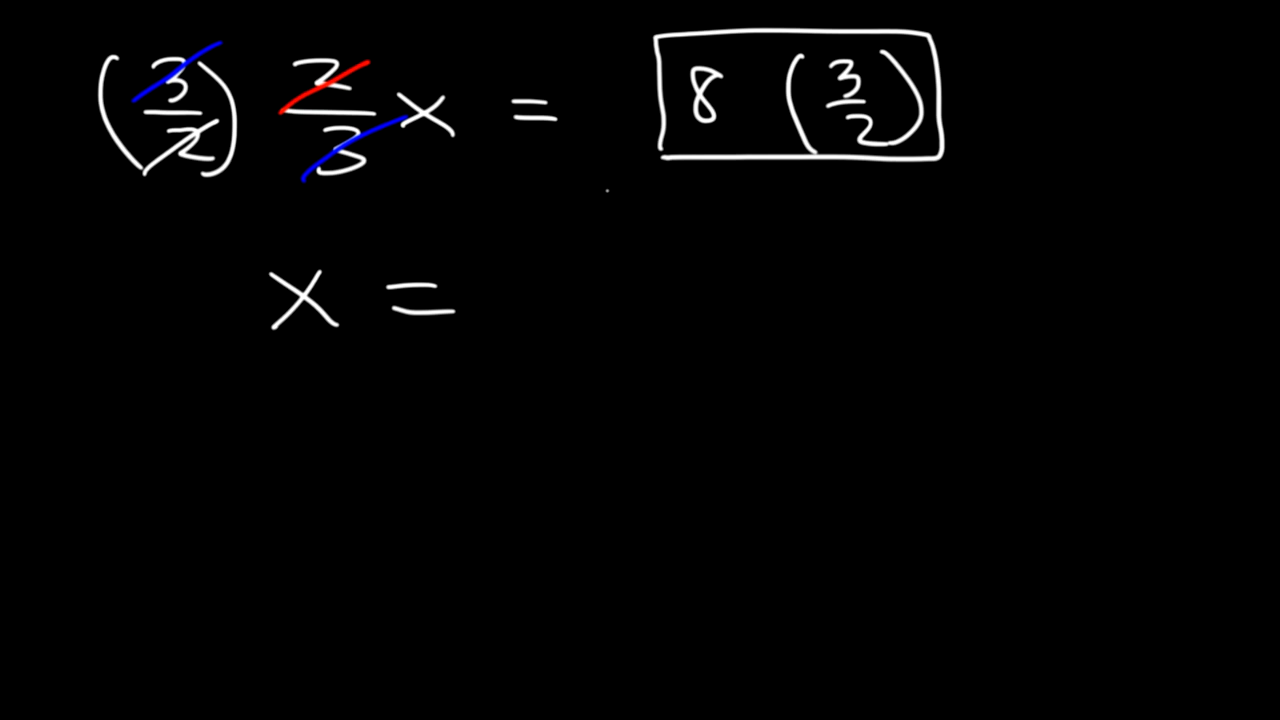 (3/2) 2/3 x = 8 (3/2)
x =